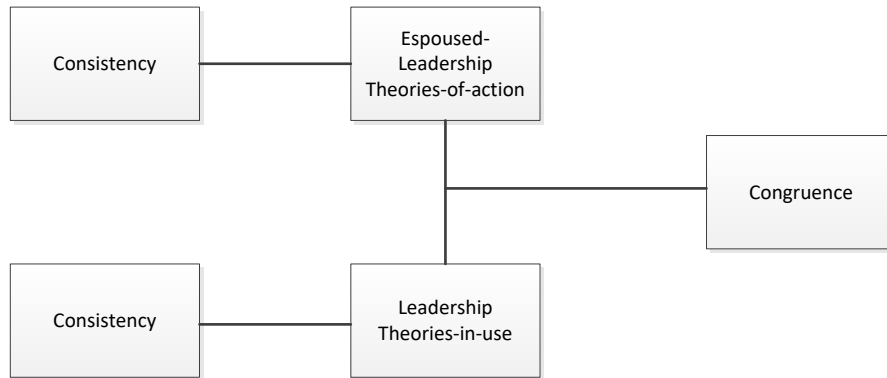 Consistency
Espoused-
Leadership
Theories-of-action
Congruence
Consistency
Leadership
Theories-in-use